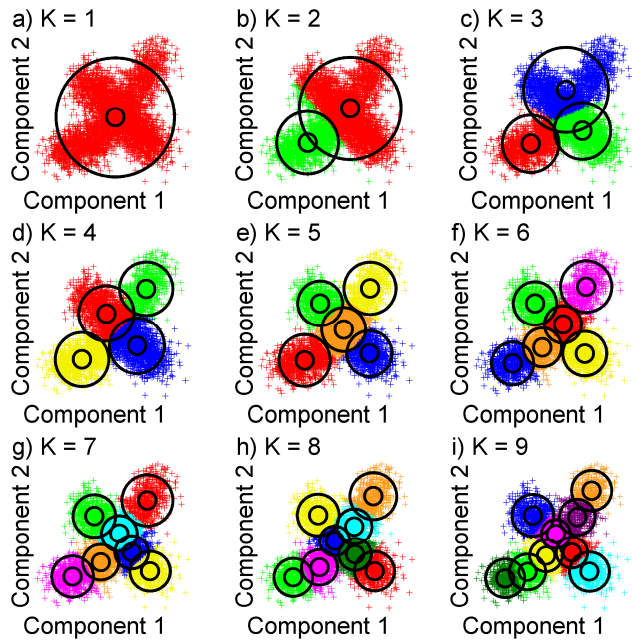 a) K = 1
b) K = 2
c) K = 3
Component 2
Component 2
Component 2
Component 1
Component 1
Component 1
d) K = 4
e) K = 5
f) K = 6
Component 2
Component 2
Component 2
Component 1
Component 1
Component 1
g) K = 7
h) K = 8
i) K = 9
Component 2
Component 2
Component 2
Component 1
Component 1
Component 1